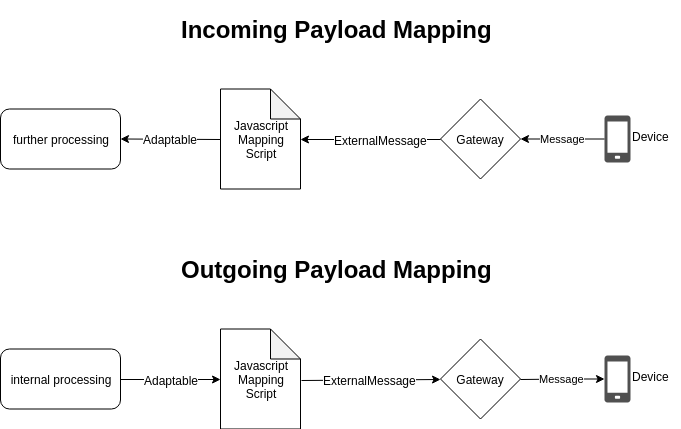 Incoming Payload Mapping
further processing
Adaptable
Javascript
Mapping
Script
ExternalMessage
Gateway
Message
Device
Outgoing Payload Mapping
internal processing
Adaptable
Javascript
Mapping
Script
ExternalMessage
Gateway
Message
Device